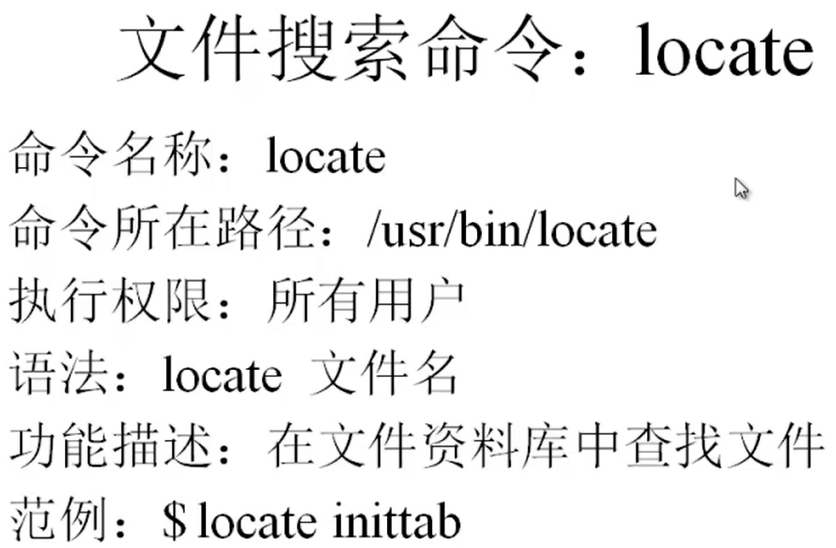 文件搜索命令：locate
命令名称：locate
命令所在路径：/usr/bin/locate
执行权限：所有用户
语法：locate 文件名
功能描述：在文件资料库中查找文件
范例：$ locate inittab